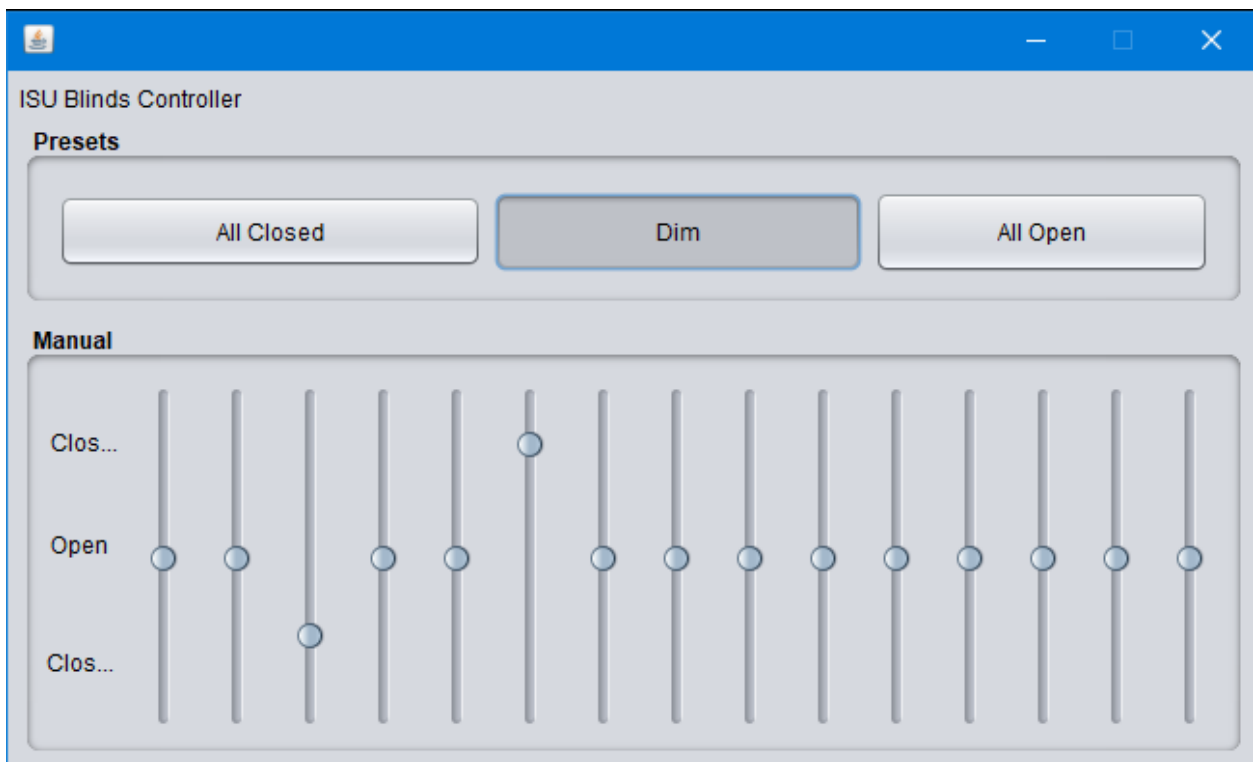 ISU Blinds Controller
Presets
All Closed Dim All Open
Manual
Clos...
Open
Clos...